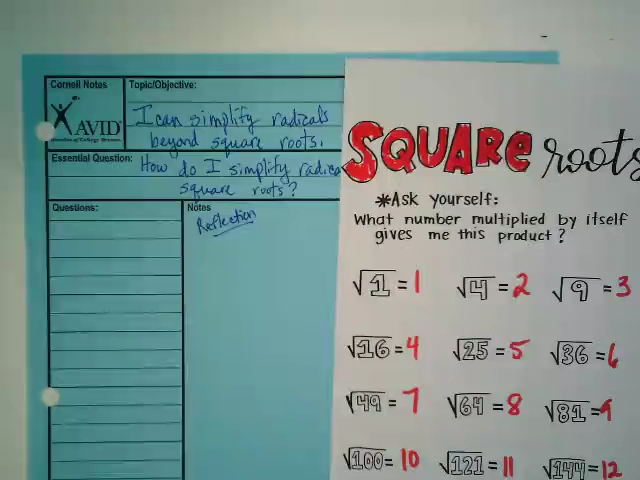 Cornell Notes
Topic/Objective:
AVID
I can simplify radicals
beyond square roots.
Essential Question:
How do I simplify radica
square roots?
Questions:
Notes
Reflection
SQUARE roots
*Ask yourself:
What number multiplied by itself
gives me this product?
√1 = 1 √4 = 2 √9 = 3
√16 = 4 √25 = 5 √36 = 6
√49 = 7 √64 = 8 √81 = 9
√100 = 10 √121 = 11 √144 = 12